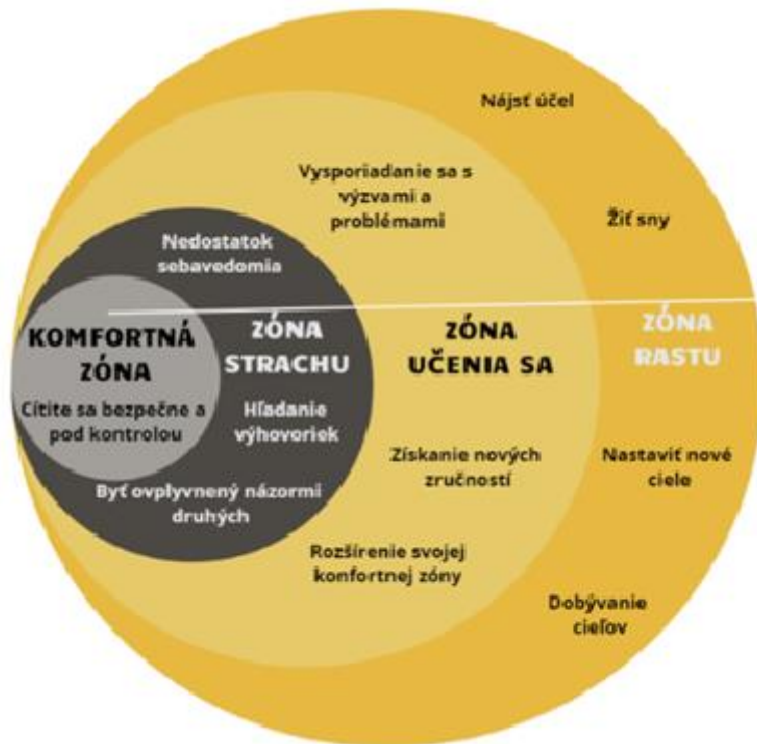 Nájsť účel
Vysporiadanie sa s
výzvami a
problémami
Žiť sny
Nedostatok
sebavedomia
KOMFORTNÁ
ZÓNA
Cítite sa bezpečne a
pod kontrolou
ZÓNA
STRACHU
Hľadanie
výhovoriek
Byť ovplyvnený názormi
druhých
ZÓNA
UČENIA SA
Získanie nových
zručností
Rozšírenie svojej
konfortnej zóny
ZÓNA
RASTU
Nastaviť nové
ciele
Dobývanie
cieľov